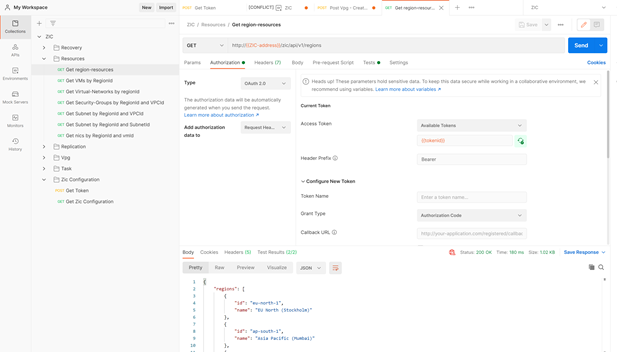 My Workspace
New
Import
GET Get Token
[CONFLICT] ZIC
POST Post Vpg - Creat...
GET Get region-resour...
ZIC
Collections
APIs
Environments
Mock Servers
Monitors
History
ZIC
Recovery
Resources
GET Get region-resources
GET Get VMs by RegionId
GET Get Virtual-Networks by regionId
GET Get Security-Groups by RegionId and VPCId
GET Get Subnet by RegionId and VPCId
GET Get Subnet by RegionId and SubnetId
GET Get nics by RegionId and vmId
Replication
Vpg
Task
Zic Configuration
POST Get Token
GET Get Zic Configuration
ZIC / Resources / Get region-resources
Save
GET
http://{{ZIC-address}}/zic/api/v1/regions
Send
Params
Authorization
Headers (7)
Body
Pre-request Script
Tests
Settings
Cookies
Type
OAuth 2.0
The authorization data will be automatically
generated when you send the request.
Learn more about authorization ↗
Add authorization
data to
Request Hea...
Heads up! These parameters hold sensitive data. To keep this data secure while working in a collaborative environment, we
recommend using variables. Learn more about variables ↗
Current Token
Access Token
Available Tokens
Header Prefix
Bearer
Configure New Token
Token Name
Enter a token name...
Grant Type
Authorization Code
Callback URL
http://your-application.com/registered/callbac
Body
Cookies
Headers (5)
Test Results (2/2)
Status: 200 OK
Time: 160 ms
Size: 1.02 KB
Save Response
Pretty
Raw
Preview
Visualize
JSON
1 {
2 "regions": [
3 {
4 "id": "eu-north-1",
5 "name": "EU North (Stockholm)"
6 },
7 {
8 "id": "ap-south-1",
9 "name": "Asia Pacific (Mumbai)"
10 },